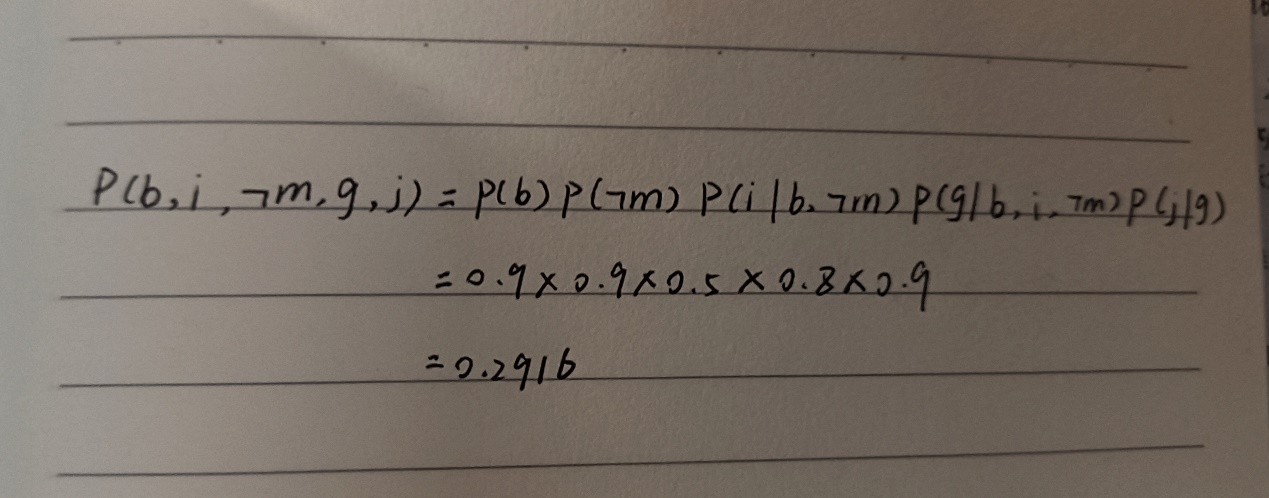 P(b, i, ¬m, g, j) = P(b) P(¬m) P(i | b, ¬m) P(g | b, i, ¬m) P(j | g)
= 0.9 × 0.9 × 0.5 × 0.8 × 0.9
= 0.2916